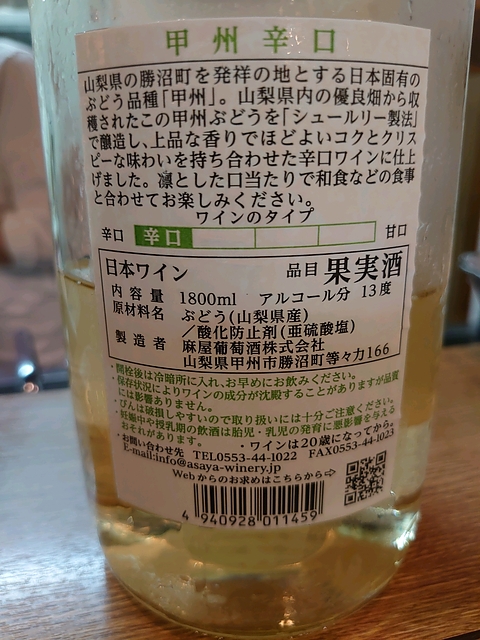 甲州辛口
山梨県の勝沼町を発祥の地とする日本固有の
ぶどう品種「甲州」。山梨県内の優良畑から収
穫されたこの甲州ぶどうを「シュールリー製法」
で醸造し、上品な香りでほどよいコクとクリス
ピーな味わいを持ち合わせた辛口ワインに仕上
げました。凛とした口当たりで和食などの食事
と合わせてお楽しみください。
ワインのタイプ
辛口 辛口 甘口
日本ワイン 品目 果実酒
内容量 1800ml アルコール分 13度
原材料名 ぶどう(山梨県産)
／酸化防止剤(亜硫酸塩)
製造者 麻屋葡萄酒株式会社
山梨県甲州市勝沼町等々力166
・開栓後は冷暗所に入れ、お早めにお飲みください。
・保存状況によりワインの成分が沈殿することがありますが品質
には影響ありません。
・びんは破損しやすいので取り扱いには十分ご注意ください。
・妊娠中や授乳期の飲酒は胎児・乳児の発育に悪影響を与える
おそれがあります。 ・ワインは20歳になってから。
・お問い合わせ先 TEL0553-44-1022 FAX0553-44-1023
E-mail:info@asaya-winery.jp
Webからのお求めはこちらから⇨
4 940928 011459